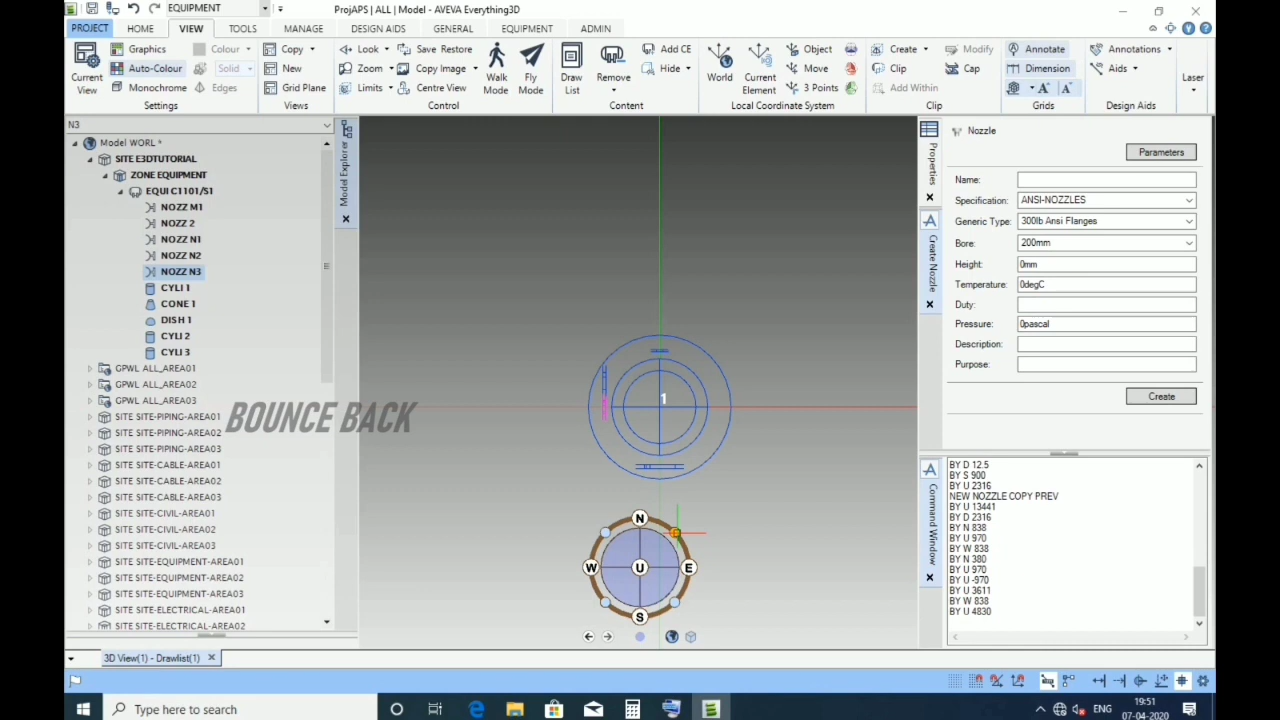 EQUIPMENT
ProjAPS | ALL | Model - AVEVA Everything3D
PROJECT HOME VIEW TOOLS MANAGE DESIGN AIDS GENERAL EQUIPMENT ADMIN
Current View
Graphics
Auto-Colour
Monochrome
Colour
Solid
Edges
Settings
Copy
New
Grid Plane
Views
Look
Zoom
Limits
Save Restore
Copy Image
Centre View
Walk Mode
Fly Mode
Control
Draw List
Remove
Add CE
Hide
Content
World
Current Element
Object
Move
3 Points
Local Coordinate System
Create
Clip
Add Within
Modify
Cap
Clip
Annotate
Dimension
A A
Grids
Annotations
Aids
Design Aids
Laser
N3
Model WORL *
SITE E3DTUTORIAL
ZONE EQUIPMENT
EQUI C1101/S1
NOZZ M1
NOZZ 2
NOZZ N1
NOZZ N2
NOZZ N3
CYLI 1
CONE 1
DISH 1
CYLI 2
CYLI 3
GPWL ALL_AREA01
GPWL ALL_AREA02
GPWL ALL_AREA03
SITE SITE-PIPING-AREA01
SITE SITE-PIPING-AREA02
SITE SITE-PIPING-AREA03
SITE SITE-CABLE-AREA01
SITE SITE-CABLE-AREA02
SITE SITE-CABLE-AREA03
SITE SITE-CIVIL-AREA01
SITE SITE-CIVIL-AREA02
SITE SITE-CIVIL-AREA03
SITE SITE-EQUIPMENT-AREA01
SITE SITE-EQUIPMENT-AREA02
SITE SITE-EQUIPMENT-AREA03
SITE SITE-ELECTRICAL-AREA01
SITE SITE-ELECTRICAL-AREA02
Model Explorer
BOUNCE BACK
1
N
W U E
S
Properties
Create Nozzle
Command Window
Nozzle
Parameters
Name:
Specification: ANSI-NOZZLES
Generic Type: 300lb Ansi Flanges
Bore: 200mm
Height: 0mm
Temperature: 0degC
Duty:
Pressure: 0pascal
Description:
Purpose:
Create
BY D 12.5
BY S 900
BY U 2316
NEW NOZZLE COPY PREV
BY U 13441
BY D 2316
BY N 838
BY U 970
BY W 838
BY N 380
BY U 970
BY U -970
BY U 3611
BY W 838
BY U 4830
3D View(1) - Drawlist(1)
Type here to search
ENG
19:51
07-04-2020